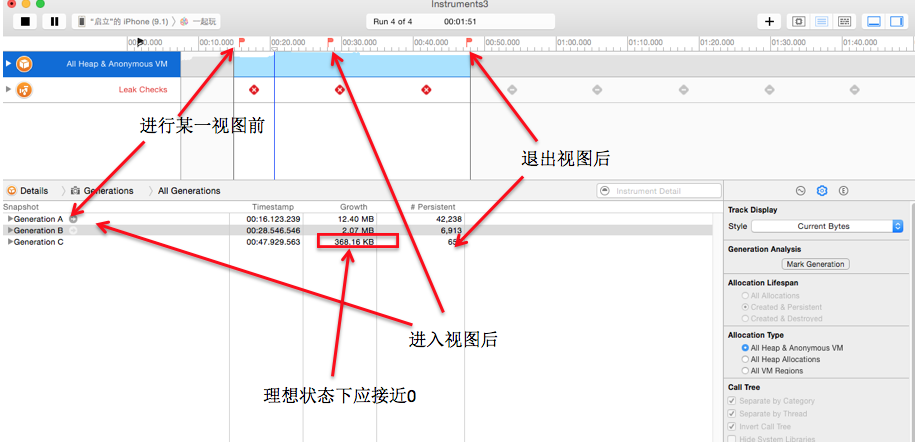 Instruments3
"启立"的 iPhone (9.1) 一起玩
Run 4 of 4 00:01:51
00:00.000 00:10.000 00:20.000 00:30.000 00:40.000 00:50.000 01:00.000 01:10.000 01:20.000 01:30.000 01:40.000
All Heap & Anonymous VM
Leak Checks
进行某一视图前
退出视图后
Details Generations All Generations
Instrument Detail
Snapshot Timestamp Growth # Persistent
Generation A 00:16.123.239 12.40 MB 42,238
Generation B 00:28.546.546 2.07 MB 6,913
Generation C 00:47.929.563 368.16 KB
进入视图后
理想状态下应接近0
Track Display
Style Current Bytes
Generation Analysis
Mark Generation
Allocation Lifespan
All Allocations
Created & Persistent
Created & Destroyed
Allocation Type
All Heap & Anonymous VM
All Heap Allocations
All VM Regions
Call Tree
Separate by Category
Separate by Thread
Invert Call Tree
Hide System Libraries